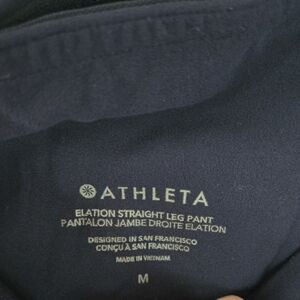 ATHLETA
ELATION STRAIGHT LEG PANT
PANTALON JAMBE DROITE ELATION
DESIGNED IN SAN FRANCISCO
CONÇU À SAN FRANCISCO
MADE IN VIETNAM
M